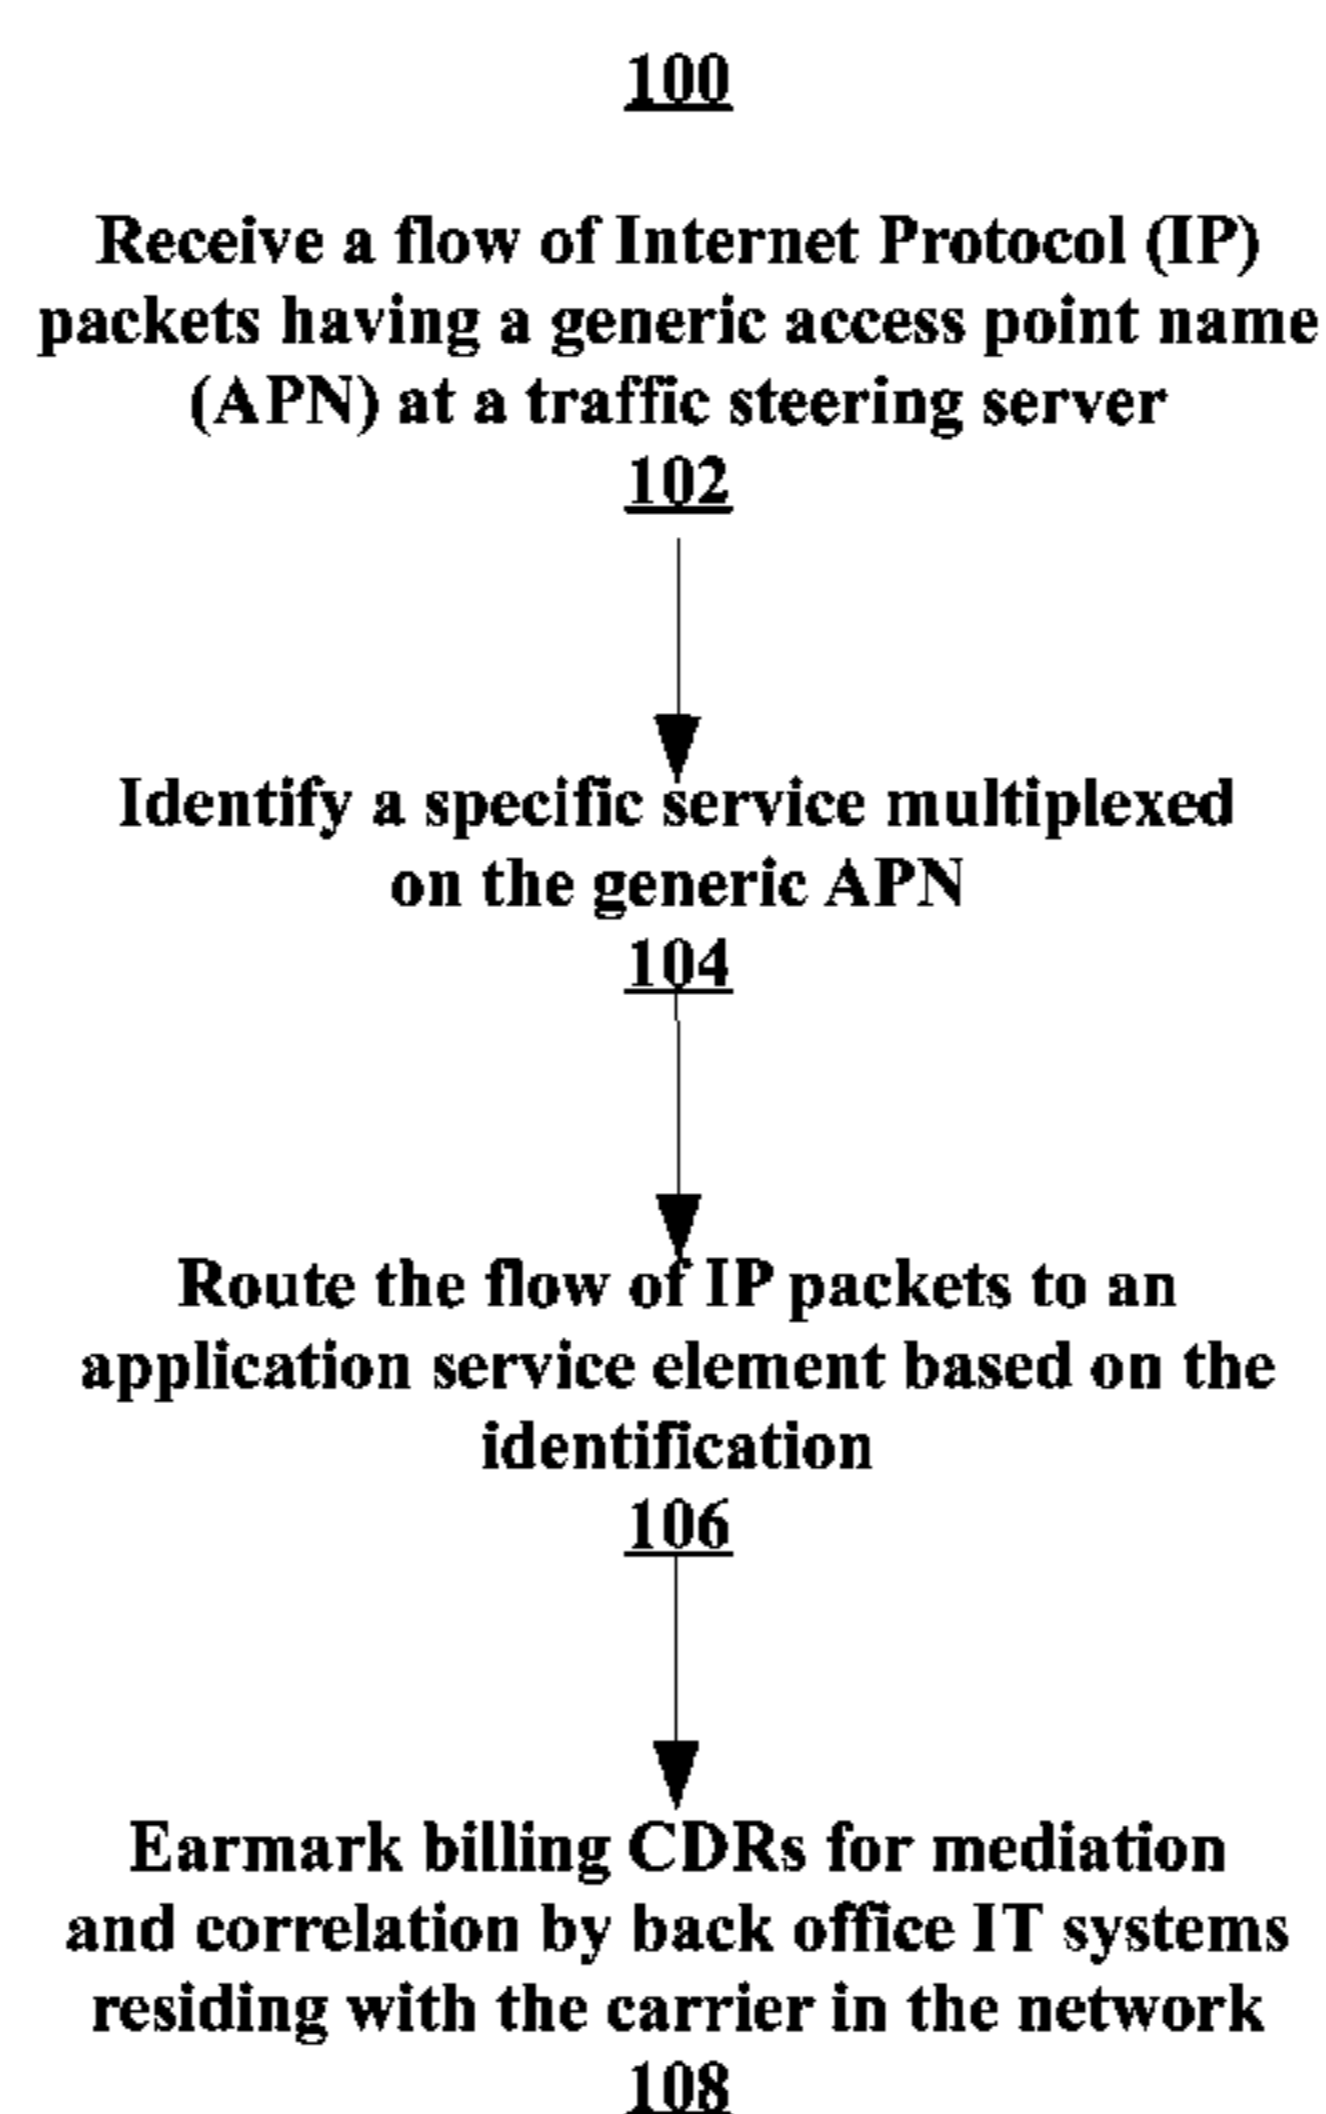 100
Receive a flow of Internet Protocol (IP)
packets having a generic access point name
(APN) at a traffic steering server
102
Identify a specific service multiplexed
on the generic APN
104
Route the flow of IP packets to an
application service element based on the
identification
106
Earmark billing CDRs for mediation
and correlation by back office IT systems
residing with the carrier in the network
108